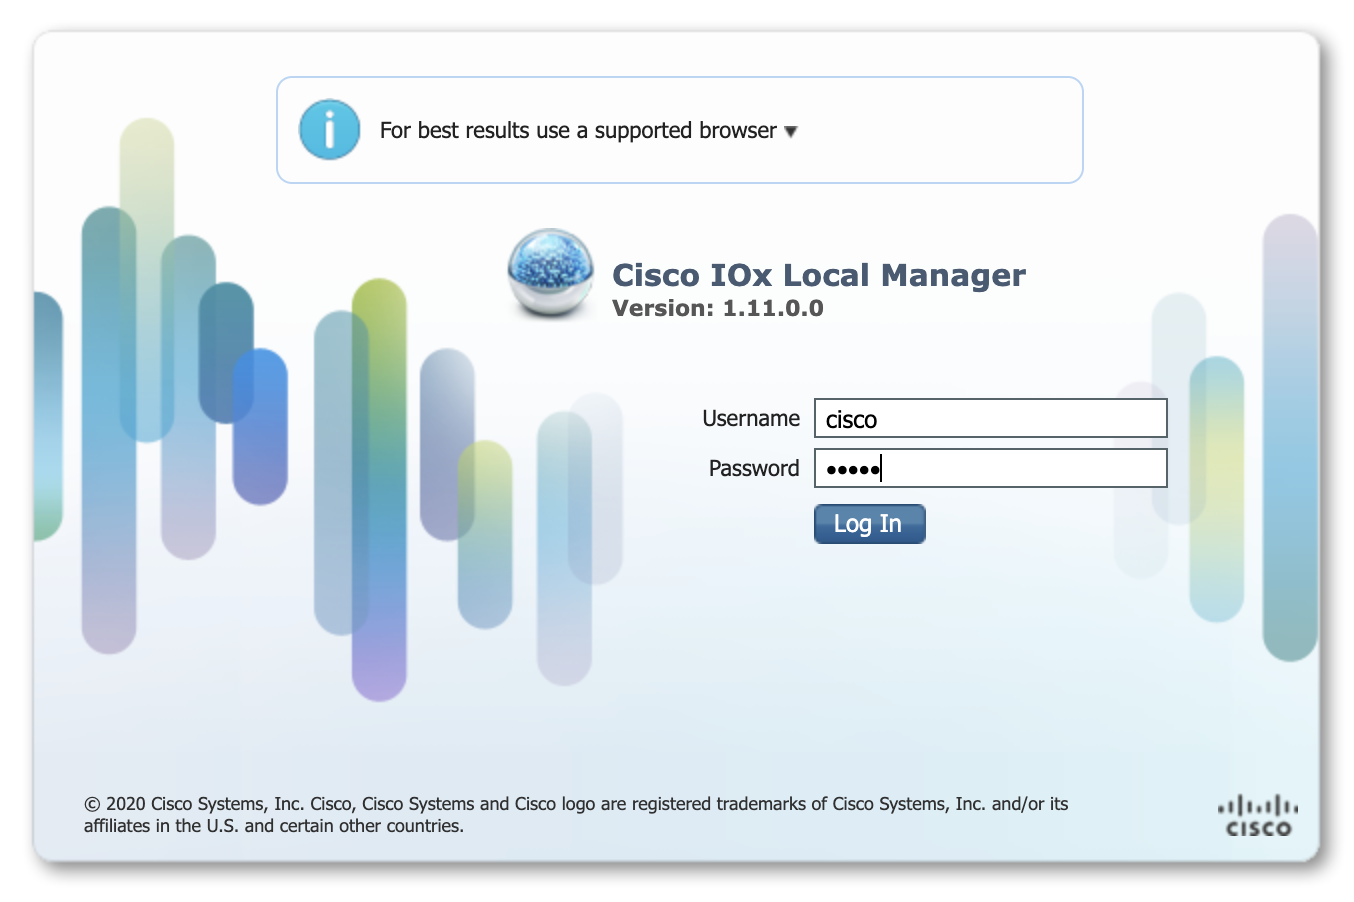 For best results use a supported browser
Cisco IOx Local Manager
Version: 1.11.0.0
Username cisco
Password •••••
Log In
© 2020 Cisco Systems, Inc. Cisco, Cisco Systems and Cisco logo are registered trademarks of Cisco Systems, Inc. and/or its
affiliates in the U.S. and certain other countries.
CISCO